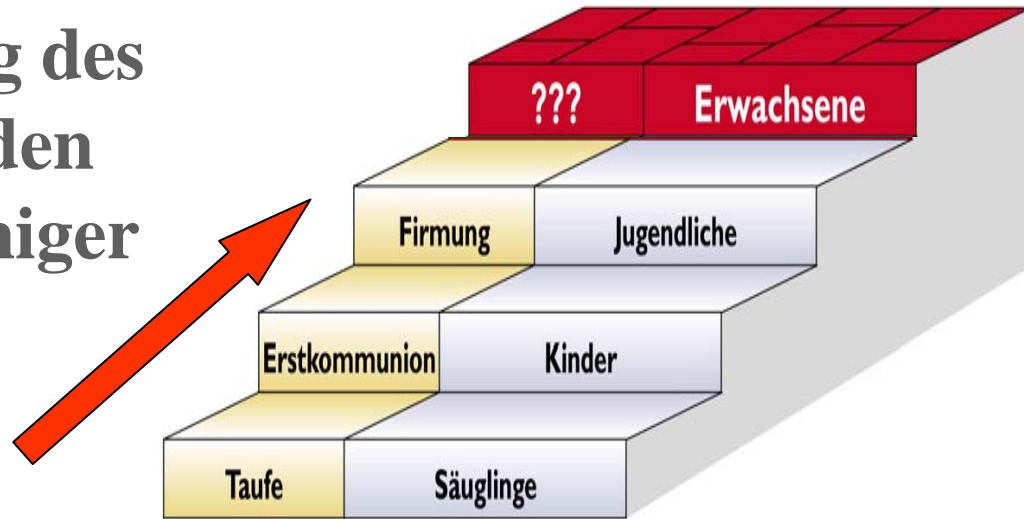 g des
den
niger
??? Erwachsene
Firmung Jugendliche
Erstkommunion Kinder
Taufe Säuglinge